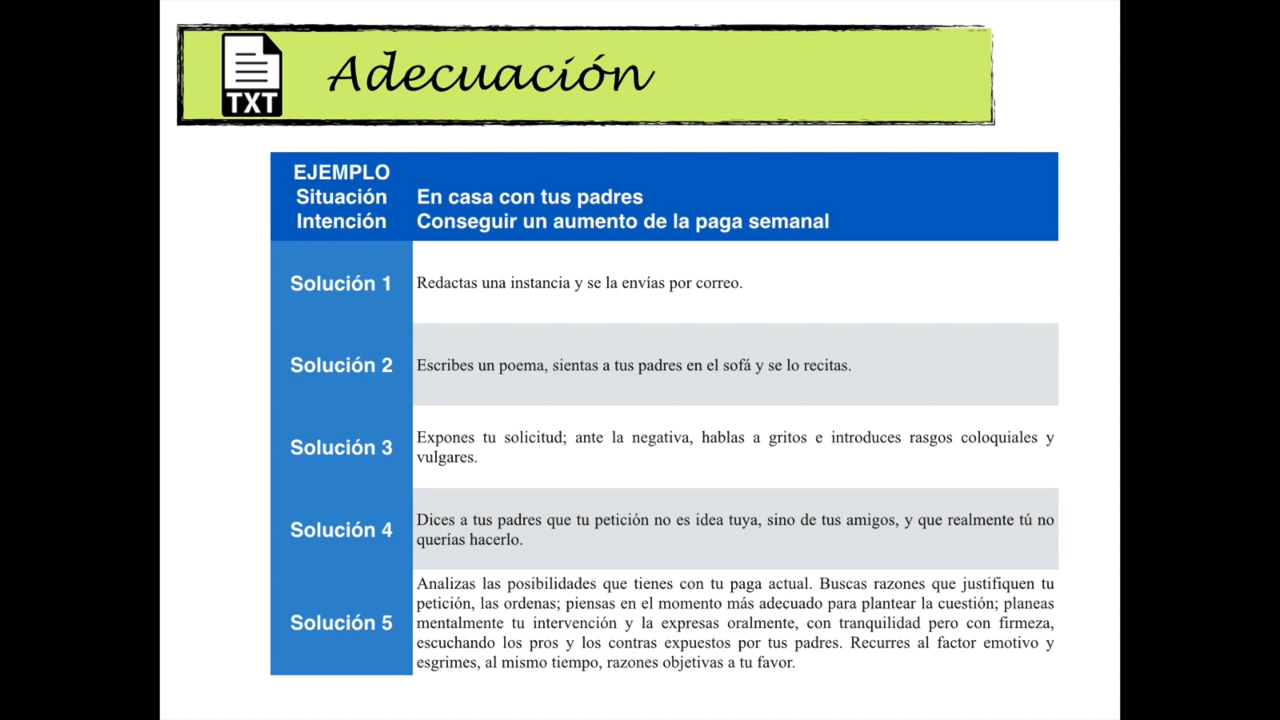 TXT
Adecuación
EJEMPLO
Situación En casa con tus padres
Intención Conseguir un aumento de la paga semanal
Solución 1 Redactas una instancia y se la envías por correo.
Solución 2 Escribes un poema, sientas a tus padres en el sofá y se lo recitas.
Solución 3
Expones tu solicitud; ante la negativa, hablas a gritos e introduces rasgos coloquiales y
vulgares.
Solución 4
Dices a tus padres que tu petición no es idea tuya, sino de tus amigos, y que realmente tú no
querías hacerlo.
Solución 5
Analizas las posibilidades que tienes con tu paga actual. Buscas razones que justifiquen tu
petición, las ordenas; piensas en el momento más adecuado para plantear la cuestión; planeas
mentalmente tu intervención y la expresas oralmente, con tranquilidad pero con firmeza,
escuchando los pros y los contras expuestos por tus padres. Recurres al factor emotivo y
esgrimes, al mismo tiempo, razones objetivas a tu favor.